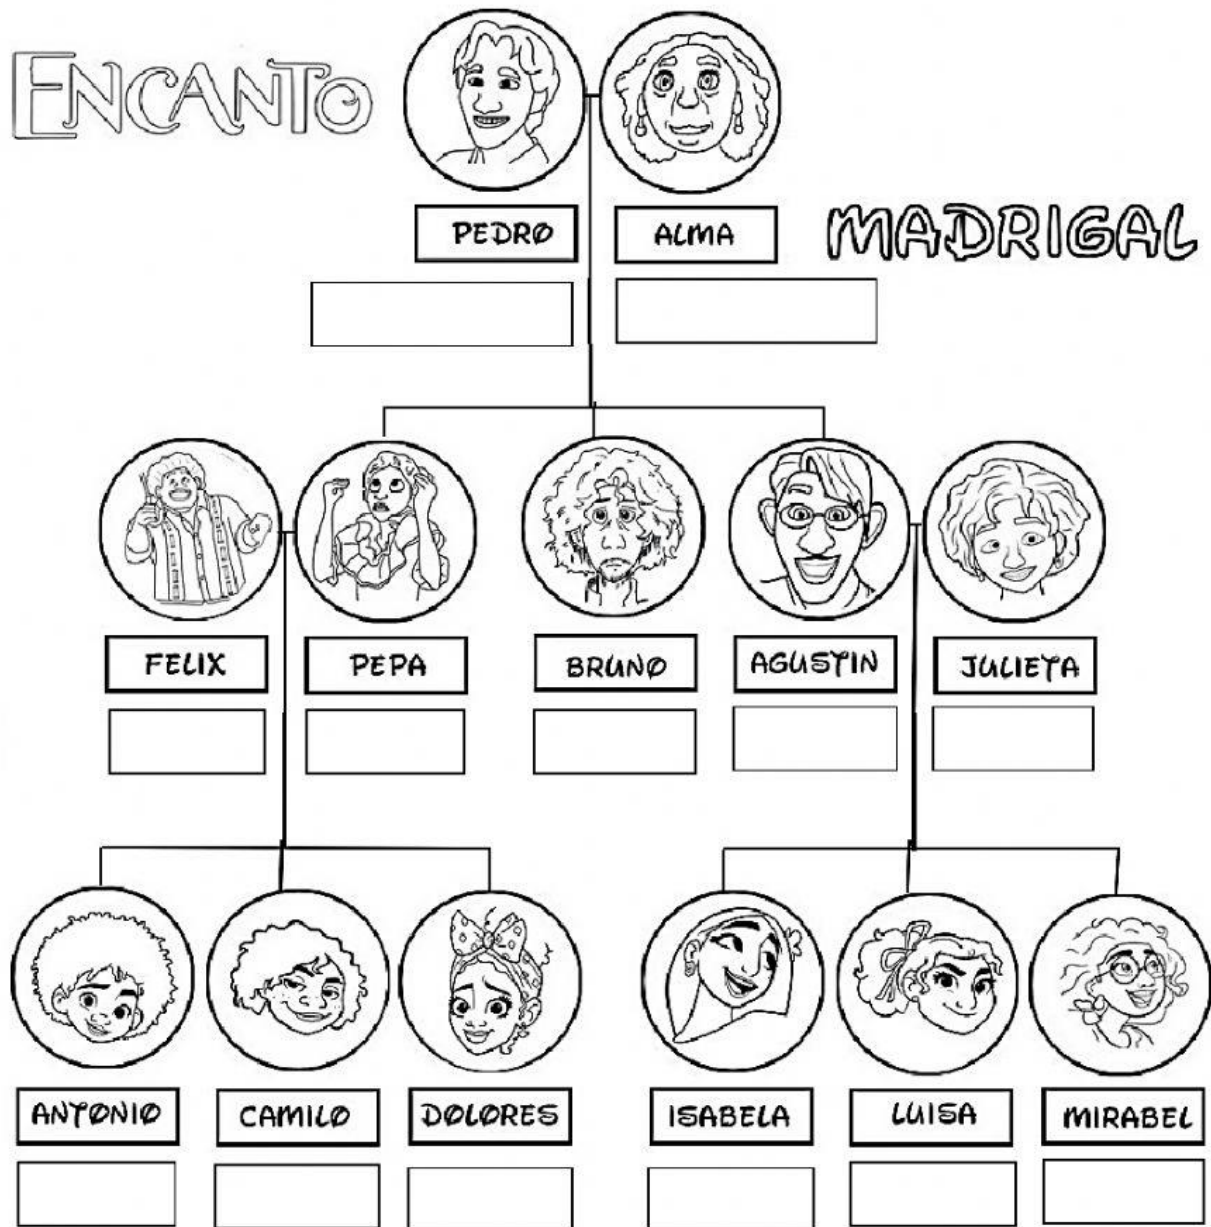 ENCANTO
PEDRO ALMA
MADRIGAL
FELIX PEPA BRUNO AGUSTIN JULIETA
ANTONIO CAMILO DOLORES ISABELA LUISA MIRABEL